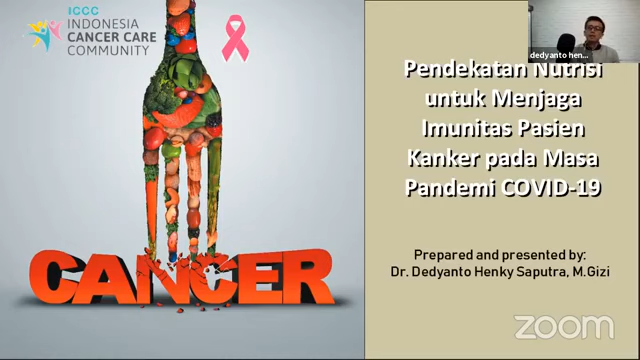 ICCC
INDONESIA
CANCER CARE
COMMUNITY
dedyanto hen...
Pendekatan Nutrisi
untuk Menjaga
Imunitas Pasien
Kanker pada Masa
Pandemi COVID-19
CANCER
Prepared and presented by:
Dr. Dedyanto Henky Saputra, M.Gizi
zoom